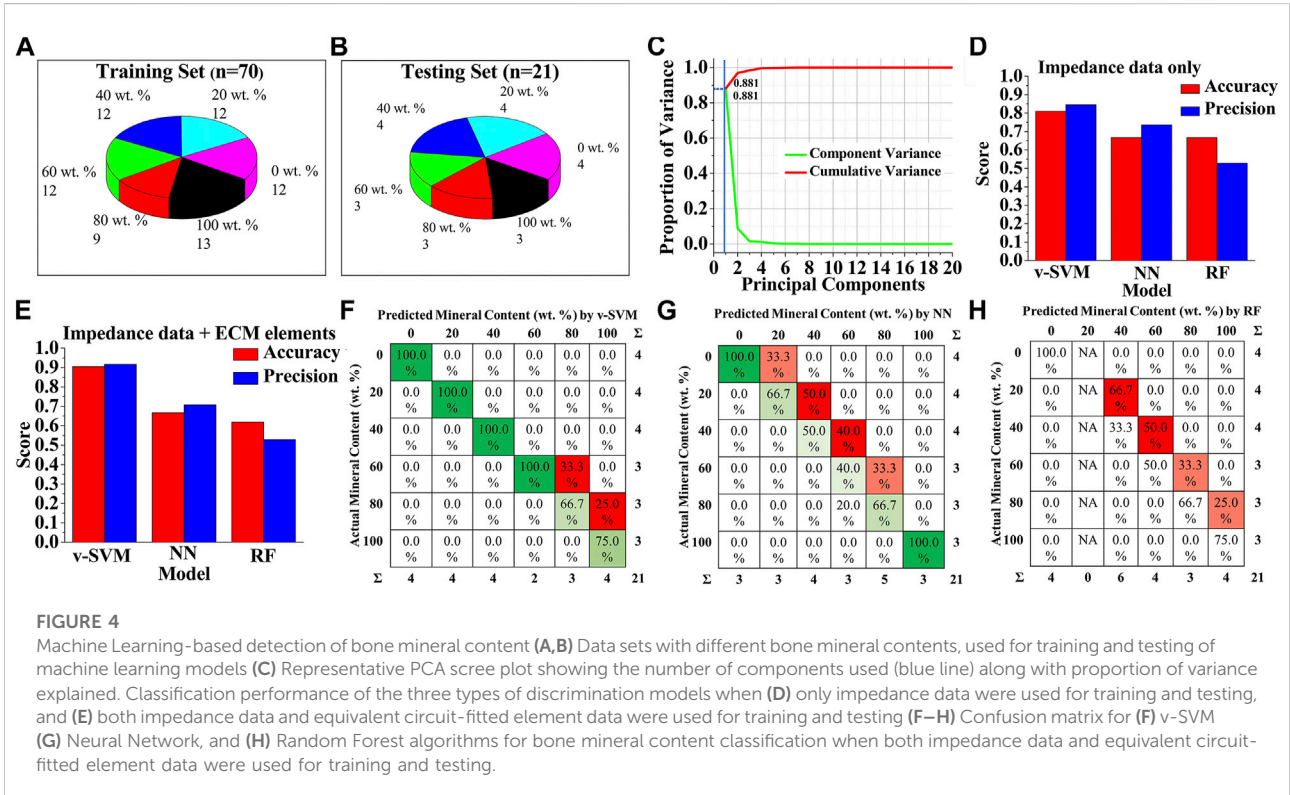 A
Training Set (n=70)
40 wt. %
12
20 wt. %
12
60 wt. %
12
0 wt. %
12
80 wt. %
9
100 wt. %
13
B
Testing Set (n=21)
40 wt. %
4
20 wt. %
4
0 wt. %
4
60 wt. %
3
80 wt. %
3
100 wt. %
3
C
Proportion of Variance
1.0
0.8
0.6
0.4
0.2
0.0
0.881
0.881
Component Variance
Cumulative Variance
0 2 4 6 8 10 12 14 16 18 20
Principal Components
D
Impedance data only
Accuracy
Precision
Score
1.0
0.9
0.8
0.7
0.6
0.5
0.4
0.3
0.2
0.1
0.0
v-SVM NN RF
Model
E
Impedance data + ECM elements
Accuracy
Precision
Score
1.0
0.9
0.8
0.7
0.6
0.5
0.4
0.3
0.2
0.1
0.0
v-SVM NN RF
Model
F
Predicted Mineral Content (wt. %) by v-SVM
0 20 40 60 80 100 Σ
Actual Mineral Content (wt. %)
0 100.0 % 0.0 % 0.0 % 0.0 % 0.0 % 0.0 % 4
20 0.0 % 100.0 % 0.0 % 0.0 % 0.0 % 0.0 % 4
40 0.0 % 0.0 % 100.0 % 0.0 % 0.0 % 0.0 % 4
60 0.0 % 0.0 % 0.0 % 100.0 % 33.3 % 0.0 % 3
80 0.0 % 0.0 % 0.0 % 0.0 % 66.7 % 25.0 % 3
100 0.0 % 0.0 % 0.0 % 0.0 % 0.0 % 75.0 % 3
Σ 4 4 4 2 3 4 21
G
Predicted Mineral Content (wt. %) by NN
0 20 40 60 80 100 Σ
Actual Mineral Content (wt. %)
0 100.0 % 33.3 % 0.0 % 0.0 % 0.0 % 0.0 % 4
20 0.0 % 66.7 % 50.0 % 0.0 % 0.0 % 0.0 % 4
40 0.0 % 0.0 % 50.0 % 40.0 % 0.0 % 0.0 % 4
60 0.0 % 0.0 % 0.0 % 40.0 % 33.3 % 0.0 % 3
80 0.0 % 0.0 % 0.0 % 20.0 % 66.7 % 0.0 % 3
100 0.0 % 0.0 % 0.0 % 0.0 % 0.0 % 100.0 % 3
Σ 3 3 4 3 5 3 21
H
Predicted Mineral Content (wt. %) by RF
0 20 40 60 80 100 Σ
Actual Mineral Content (wt. %)
0 100.0 % NA 0.0 % 0.0 % 0.0 % 0.0 % 4
20 0.0 % NA 66.7 % 0.0 % 0.0 % 0.0 % 4
40 0.0 % NA 33.3 % 50.0 % 0.0 % 0.0 % 4
60 0.0 % NA 0.0 % 50.0 % 33.3 % 0.0 % 3
80 0.0 % NA 0.0 % 0.0 % 66.7 % 25.0 % 3
100 0.0 % NA 0.0 % 0.0 % 0.0 % 75.0 % 3
Σ 4 0 6 4 3 4 21
FIGURE 4
Machine Learning-based detection of bone mineral content (A,B) Data sets with different bone mineral contents, used for training and testing of
machine learning models (C) Representative PCA scree plot showing the number of components used (blue line) along with proportion of variance
explained. Classification performance of the three types of discrimination models when (D) only impedance data were used for training and testing,
and (E) both impedance data and equivalent circuit-fitted element data were used for training and testing (F–H) Confusion matrix for (F) v-SVM
(G) Neural Network, and (H) Random Forest algorithms for bone mineral content classification when both impedance data and equivalent circuit-
fitted element data were used for training and testing.